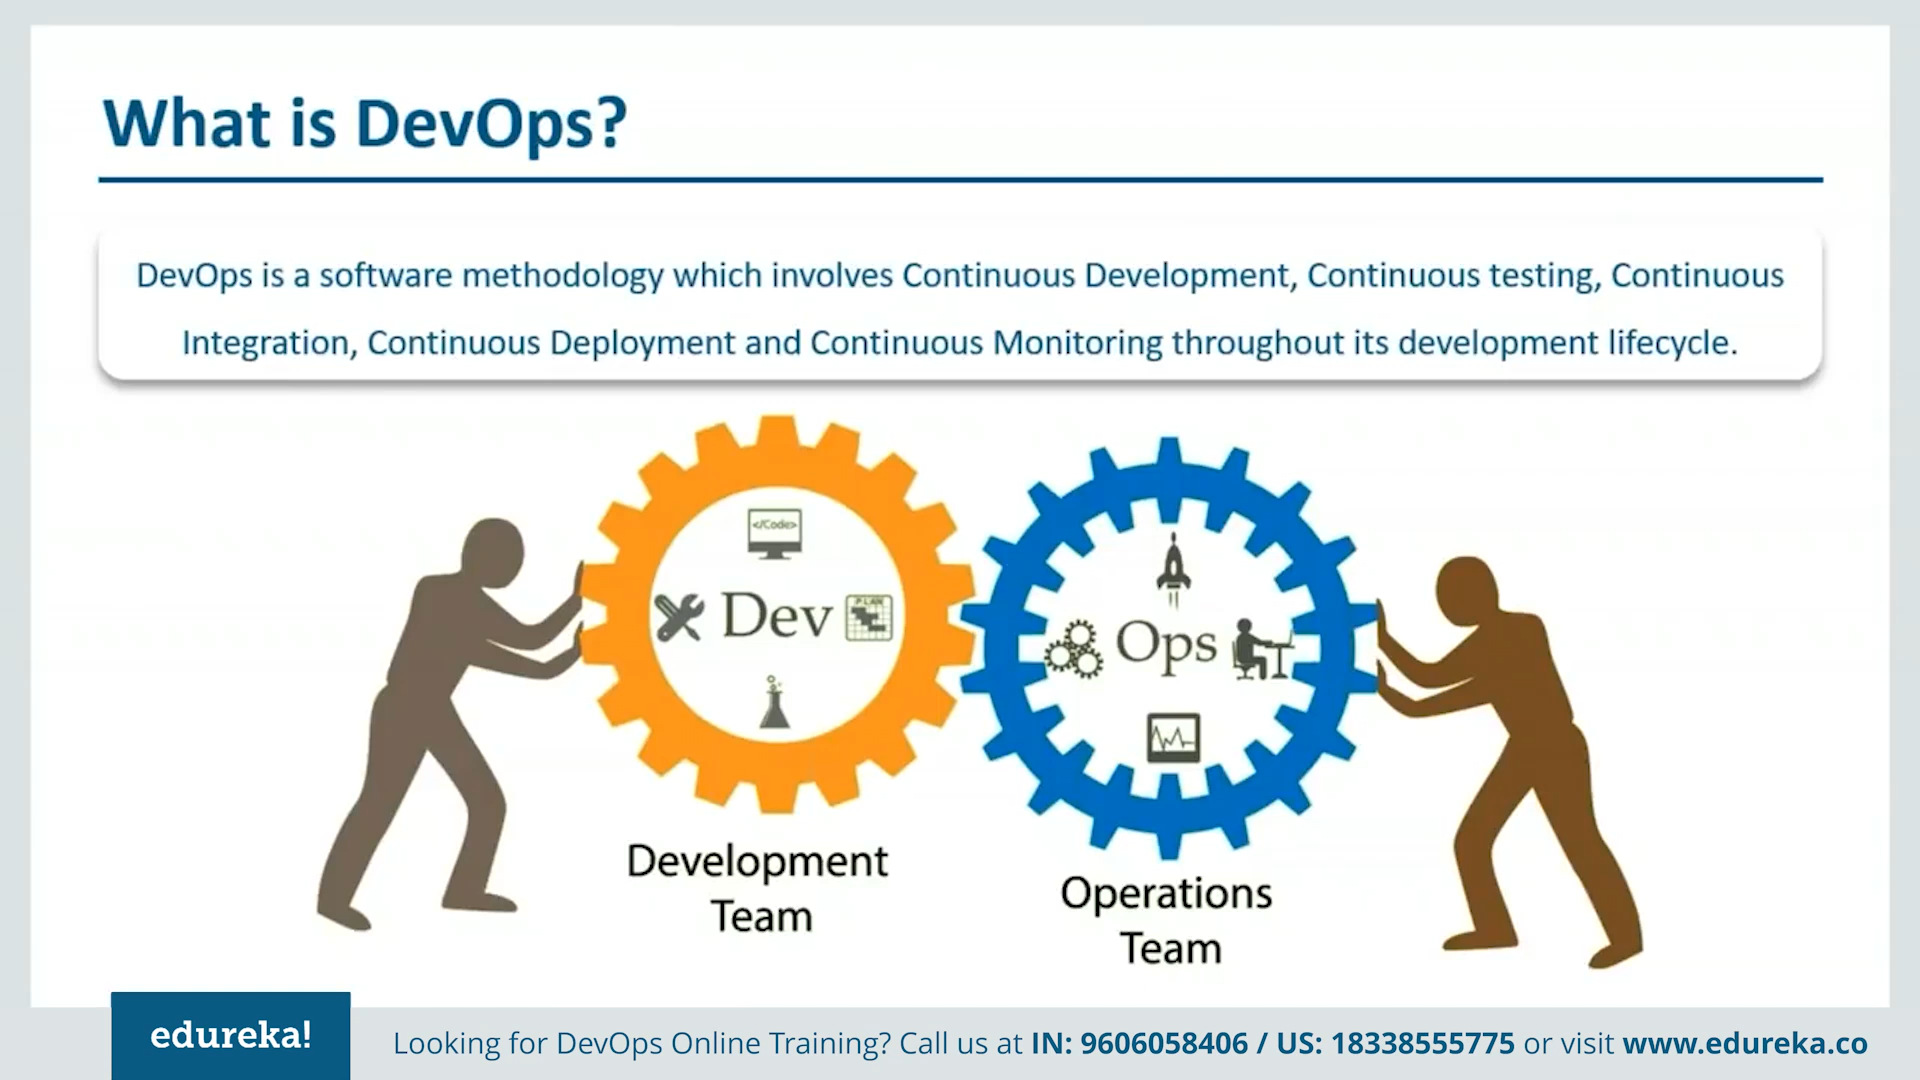 What is DevOps?
DevOps is a software methodology which involves Continuous Development, Continuous testing, Continuous
Integration, Continuous Deployment and Continuous Monitoring throughout its development lifecycle.
</Code>
Dev
PLAN
Ops
Development
Team
Operations
Team
edureka!
Looking for DevOps Online Training? Call us at IN: 9606058406 / US: 18338555775 or visit www.edureka.co